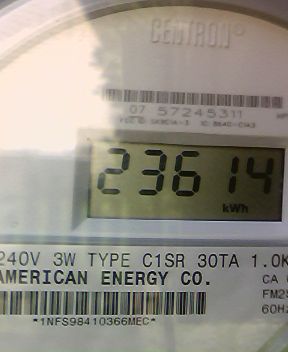 CENTRON®
07 57245311
23614
kWh
240V 3W TYPE C1SR 30TA 1.0K
AMERICAN ENERGY CO.
CA
FM2S
60Hz
*1NFS98410366MEC*